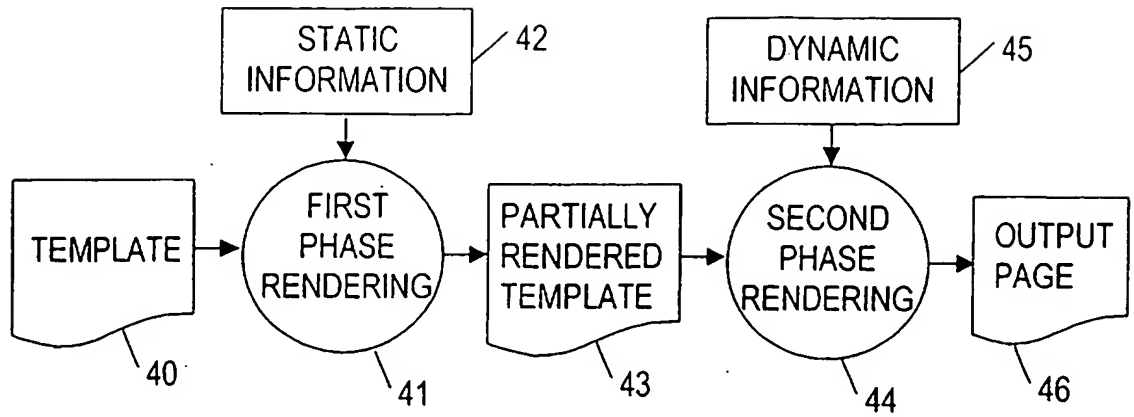 STATIC
INFORMATION
42
DYNAMIC
INFORMATION
45
TEMPLATE
40
FIRST
PHASE
RENDERING
41
PARTIALLY
RENDERED
TEMPLATE
43
SECOND
PHASE
RENDERING
44
OUTPUT
PAGE
46